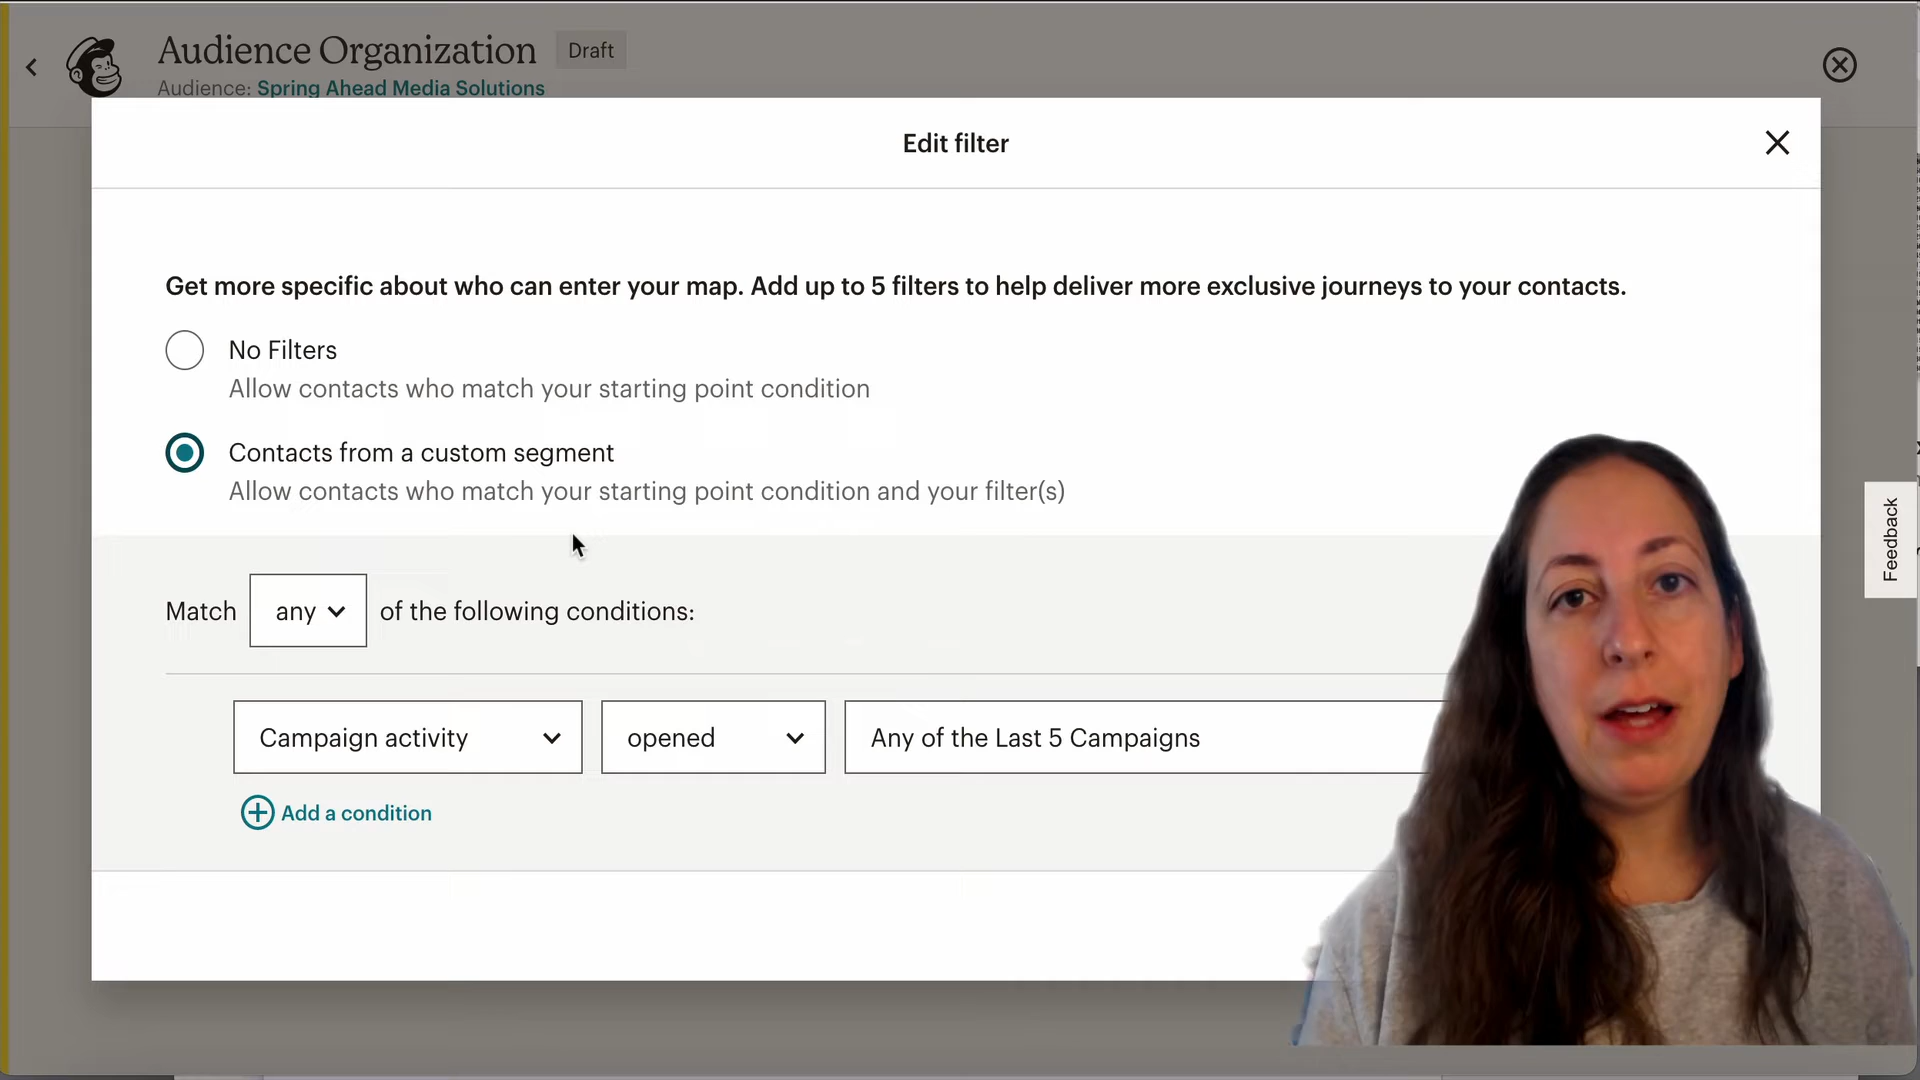 Audience Organization Draft
Audience: Spring Ahead Media Solutions
Edit filter
Get more specific about who can enter your map. Add up to 5 filters to help deliver more exclusive journeys to your contacts.
No Filters
Allow contacts who match your starting point condition
Contacts from a custom segment
Allow contacts who match your starting point condition and your filter(s)
Feedback
Match any of the following conditions:
Campaign activity opened Any of the Last 5 Campaigns
Add a condition